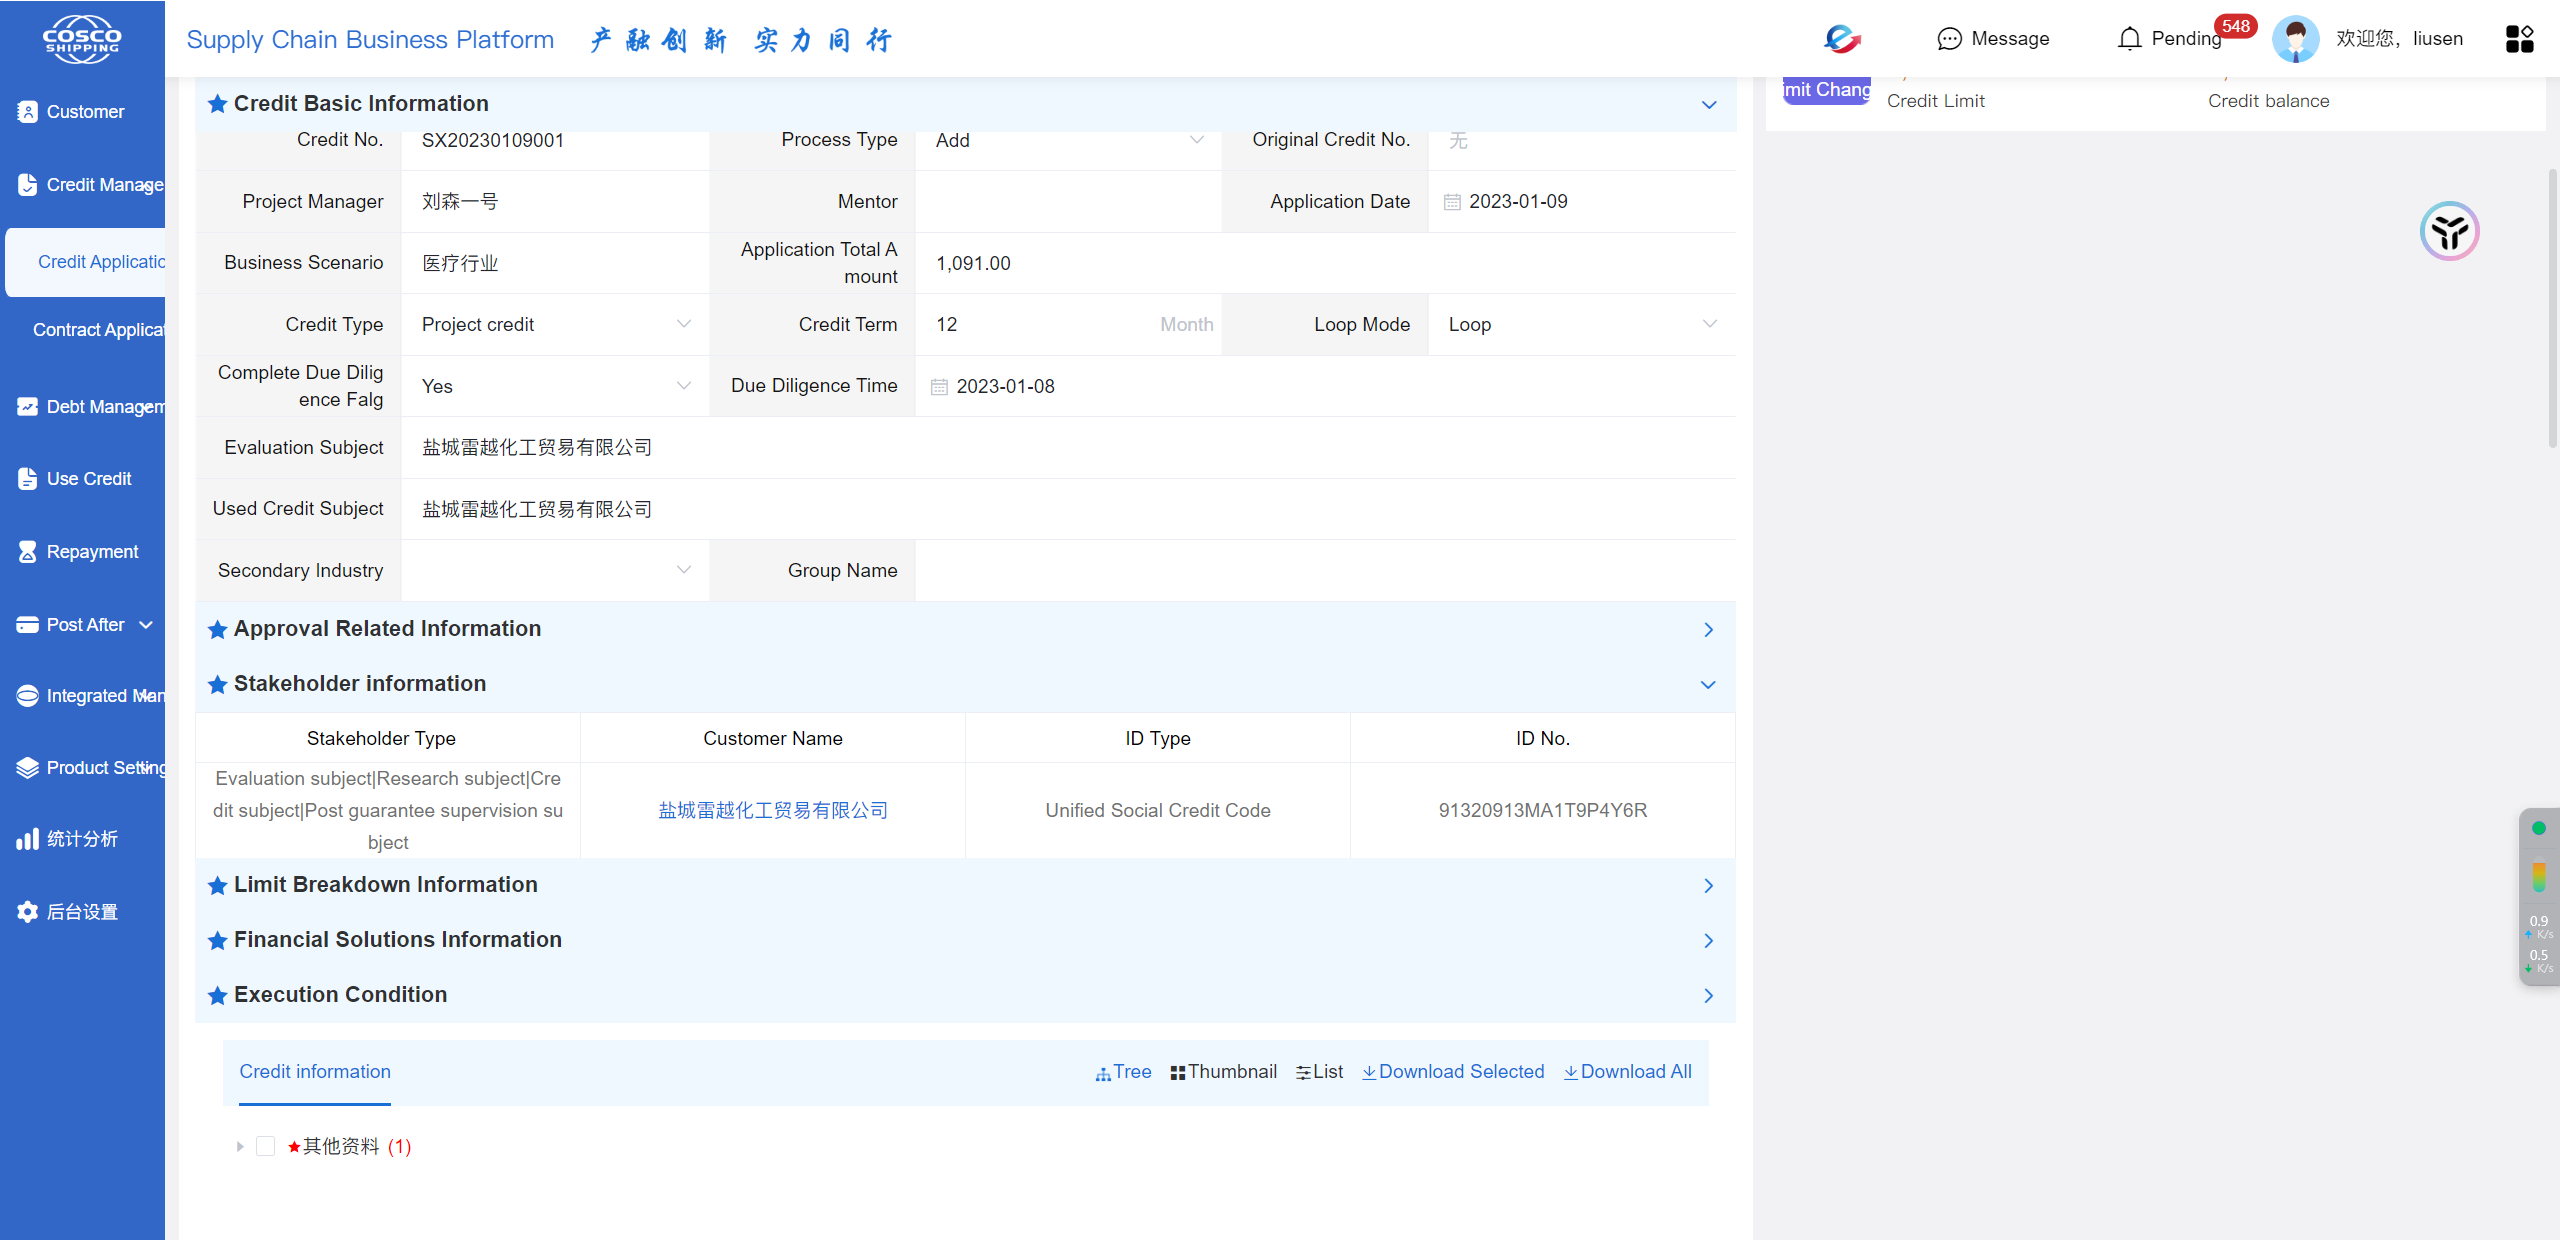 COSCO
SHIPPING
Supply Chain Business Platform
产融创新 实力同行
Message
Pending
548
欢迎您，liusen
Customer
Credit Manage
Credit Applicatio
Contract Applica
Debt Managem
Use Credit
Repayment
Post After
Integrated Man
Product Setting
统计分析
后台设置
Credit Basic Information
Credit No.
SX20230109001
Process Type
Add
Original Credit No.
无
Project Manager
刘森一号
Mentor
Application Date
2023-01-09
Business Scenario
医疗行业
Application Total A
mount
1,091.00
Credit Type
Project credit
Credit Term
12
Month
Loop Mode
Loop
Complete Due Dilig
ence Falg
Yes
Due Diligence Time
2023-01-08
Evaluation Subject
盐城雷越化工贸易有限公司
Used Credit Subject
盐城雷越化工贸易有限公司
Secondary Industry
Group Name
Approval Related Information
Stakeholder information
Stakeholder Type
Customer Name
ID Type
ID No.
Evaluation subject|Research subject|Cre
dit subject|Post guarantee supervision su
bject
盐城雷越化工贸易有限公司
Unified Social Credit Code
91320913MA1T9P4Y6R
Limit Breakdown Information
Financial Solutions Information
Execution Condition
Credit information
Tree
Thumbnail
List
Download Selected
Download All
其他资料 (1)
imit Chang
Credit Limit
Credit balance
0.9
K/s
0.5
K/s